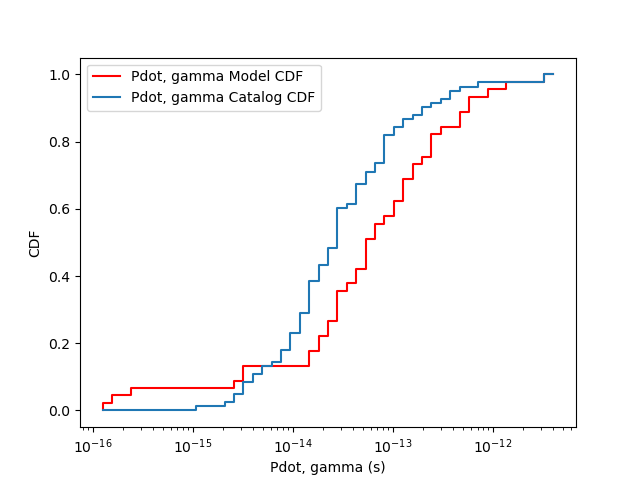 Pdot, gamma Model CDF
Pdot, gamma Catalog CDF
1.0
0.8
0.6
0.4
0.2
0.0
CDF
10⁻¹⁶ 10⁻¹⁵ 10⁻¹⁴ 10⁻¹³ 10⁻¹²
Pdot, gamma (s)